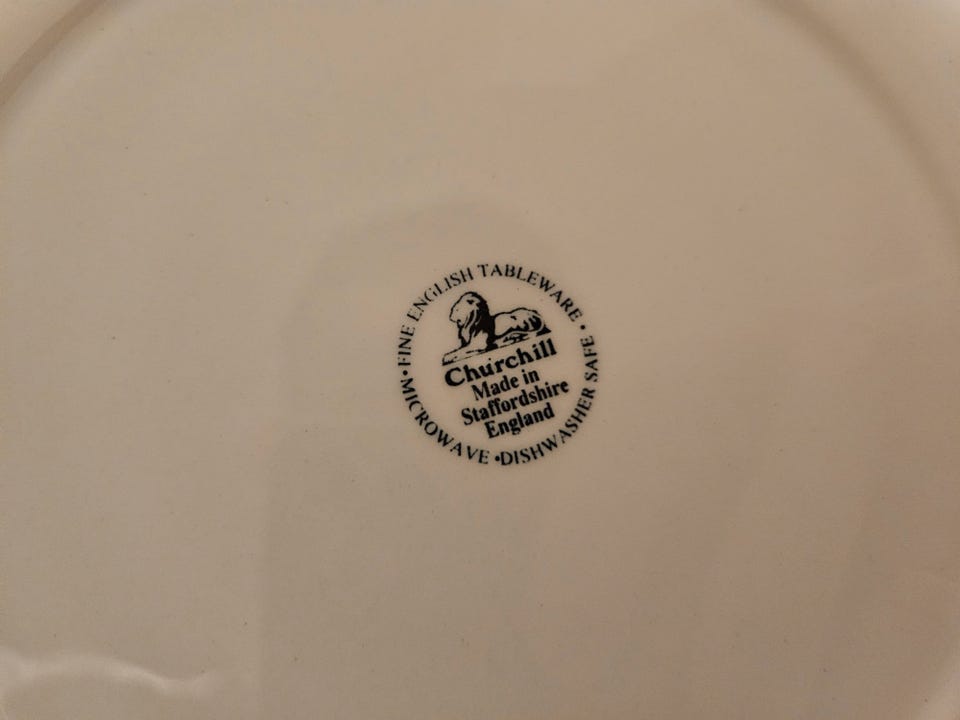 • FINE ENGLISH TABLEWARE •
Churchill
Made in
Staffordshire
England
MICROWAVE • DISHWASHER SAFE